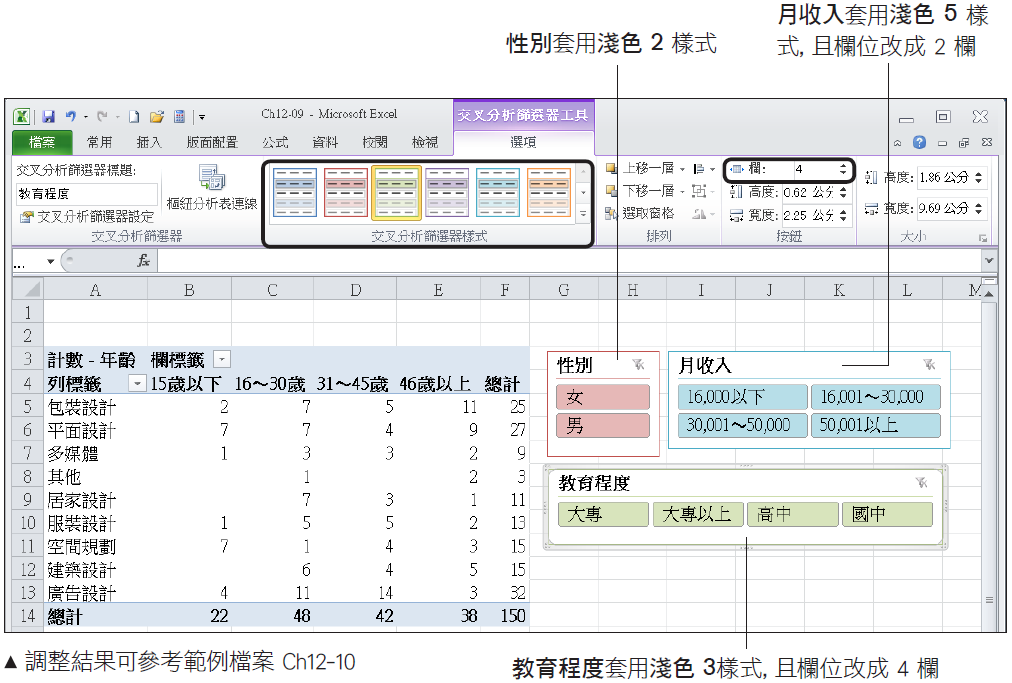 性別套用淺色 2 樣式
月收入套用淺色 5 樣
式, 且欄位改成 2 欄
Ch12-09 - Microsoft Excel
交叉分析篩選器工具
檔案 常用 插入 版面配置 公式 資料 校閱 檢視 選項
交叉分析篩選器標題:
教育程度
交叉分析篩選器設定
交叉分析篩選器
樞紐分析表連線
交叉分析篩選器樣式
上移一層
下移一層
選取窗格
排列
欄: 4
高度: 0.62 公分
寬度: 2.25 公分
按鈕
高度: 1.86 公分
寬度: 9.69 公分
大小
... fx
A B C D E F G H I J K L M
1
2
3 計數 - 年齡 欄標籤
4 列標籤 15歲以下 16～30歲 31～45歲 46歲以上 總計
5 包裝設計 2 7 5 11 25
6 平面設計 7 7 4 9 27
7 多媒體 1 3 3 2 9
8 其他 1 2 3
9 居家設計 7 3 1 11
10 服裝設計 1 5 5 2 13
11 空間規劃 7 1 4 3 15
12 建築設計 6 4 5 15
13 廣告設計 4 11 14 3 32
14 總計 22 48 42 38 150
性別
女
男
月收入
16,000以下 16,001～30,000
30,001～50,000 50,001以上
教育程度
大專 大專以上 高中 國中
▲ 調整結果可參考範例檔案 Ch12-10
教育程度套用淺色 3樣式, 且欄位改成 4 欄